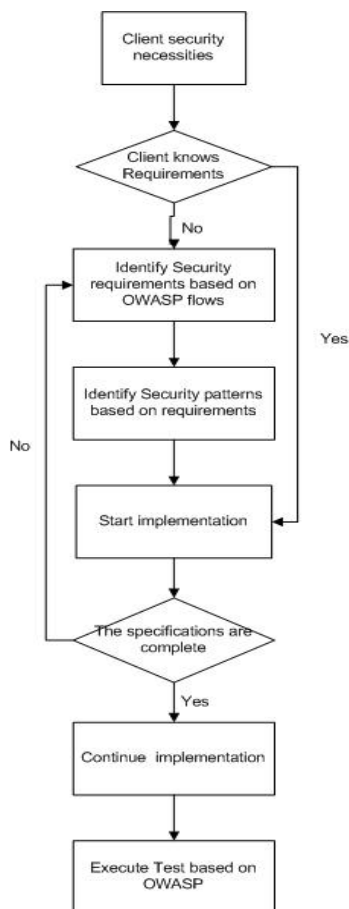 Client security
necessities
Client knows
Requirements
No
Identify Security
requirements based on
OWASP flows
Yes
Identify Security patterns
based on requirements
No
Start implementation
The specifications are
complete
Yes
Continue implementation
Execute Test based on
OWASP